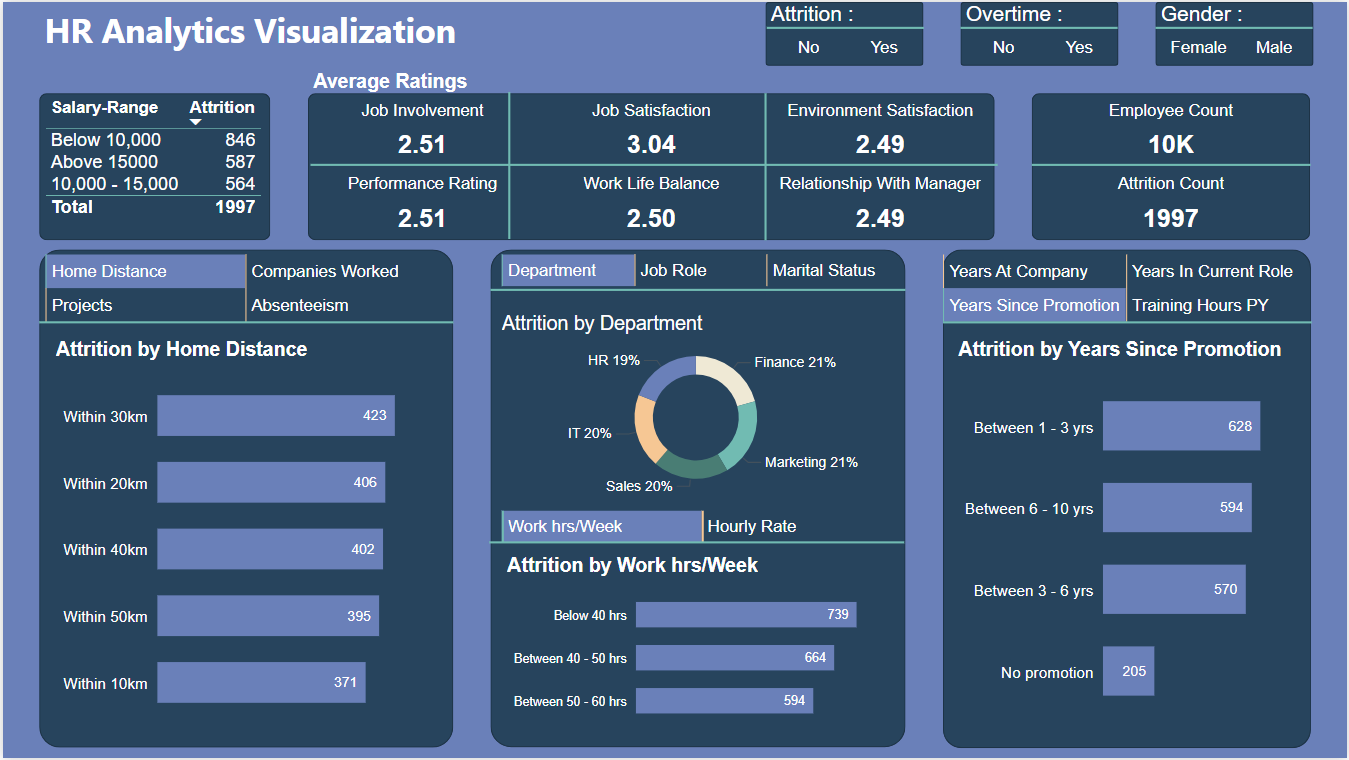 HR Analytics Visualization
Attrition :
No Yes
Overtime :
No Yes
Gender :
Female Male
Average Ratings
Salary-Range Attrition
Below 10,000 846
Above 15000 587
10,000 - 15,000 564
Total 1997
Job Involvement
2.51
Job Satisfaction
3.04
Environment Satisfaction
2.49
Performance Rating
2.51
Work Life Balance
2.50
Relationship With Manager
2.49
Employee Count
10K
Attrition Count
1997
Home Distance Companies Worked
Projects Absenteeism
Attrition by Home Distance
Within 30km 423
Within 20km 406
Within 40km 402
Within 50km 395
Within 10km 371
Department Job Role Marital Status
Attrition by Department
HR 19% Finance 21%
IT 20%
Marketing 21%
Sales 20%
Work hrs/Week Hourly Rate
Attrition by Work hrs/Week
Below 40 hrs 739
Between 40 - 50 hrs 664
Between 50 - 60 hrs 594
Years At Company Years In Current Role
Years Since Promotion Training Hours PY
Attrition by Years Since Promotion
Between 1 - 3 yrs 628
Between 6 - 10 yrs 594
Between 3 - 6 yrs 570
No promotion 205